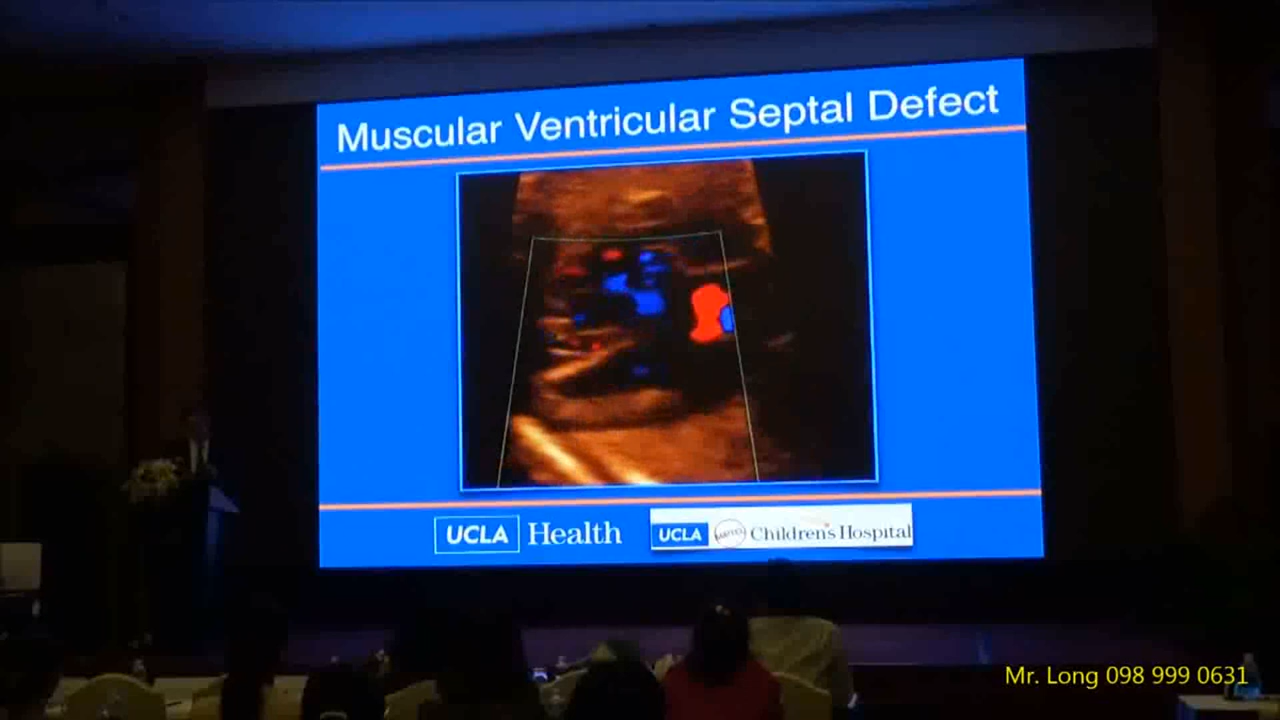 Muscular Ventricular Septal Defect
UCLA Health
UCLA Children's Hospital
Mr. Long 098 999 0631